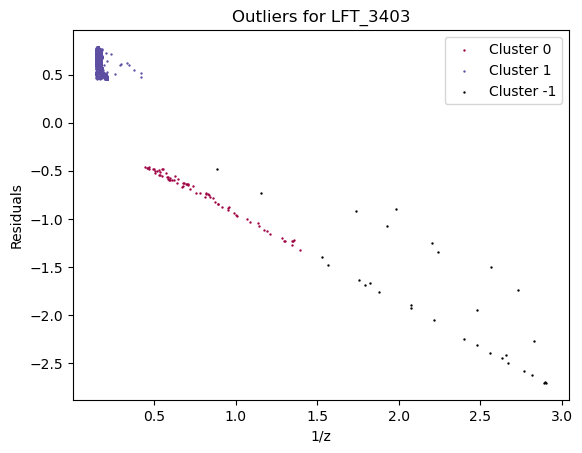 Outliers for LFT_3403
Cluster 0
Cluster 1
Cluster -1
Residuals
0.5
0.0
−0.5
−1.0
−1.5
−2.0
−2.5
0.5 1.0 1.5 2.0 2.5 3.0
1/z